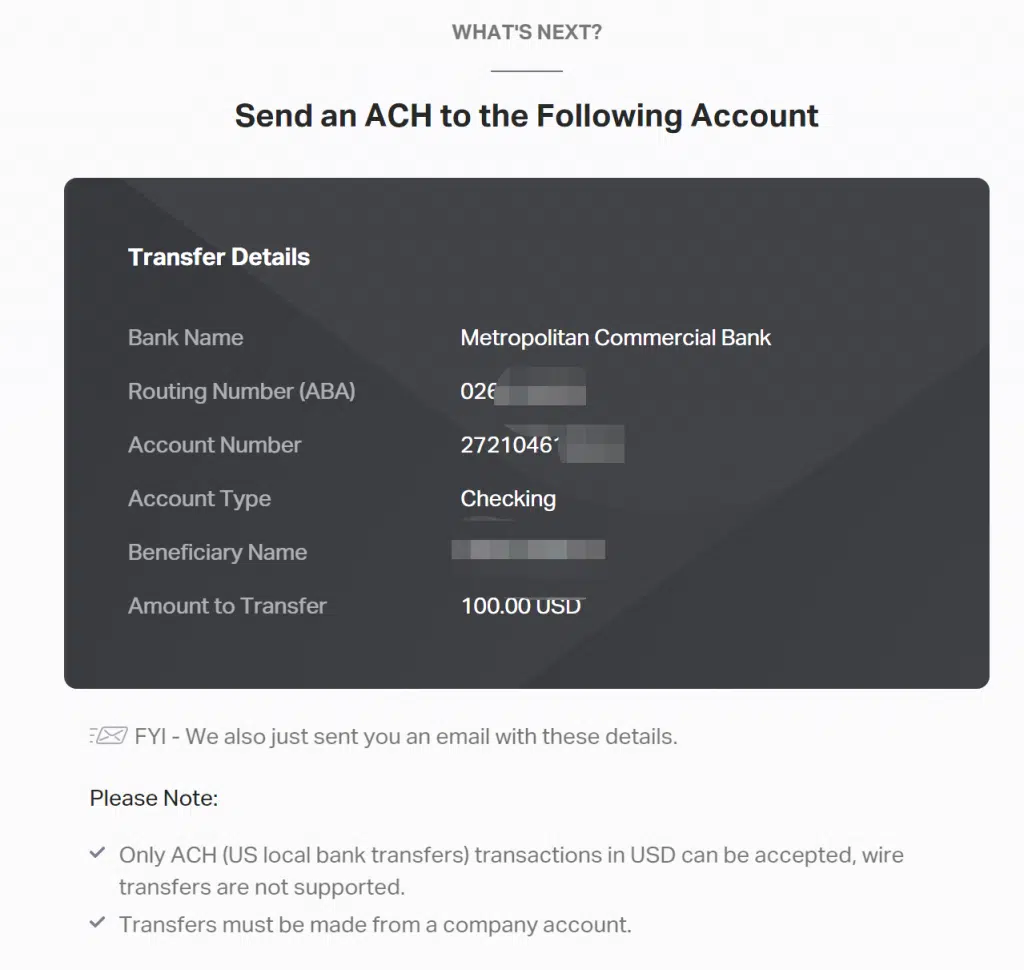 WHAT'S NEXT?
Send an ACH to the Following Account
Transfer Details
Bank Name Metropolitan Commercial Bank
Routing Number (ABA) 026
Account Number 27210461
Account Type Checking
Beneficiary Name
Amount to Transfer 100.00 USD
FYI - We also just sent you an email with these details.
Please Note:
Only ACH (US local bank transfers) transactions in USD can be accepted, wire
transfers are not supported.
Transfers must be made from a company account.